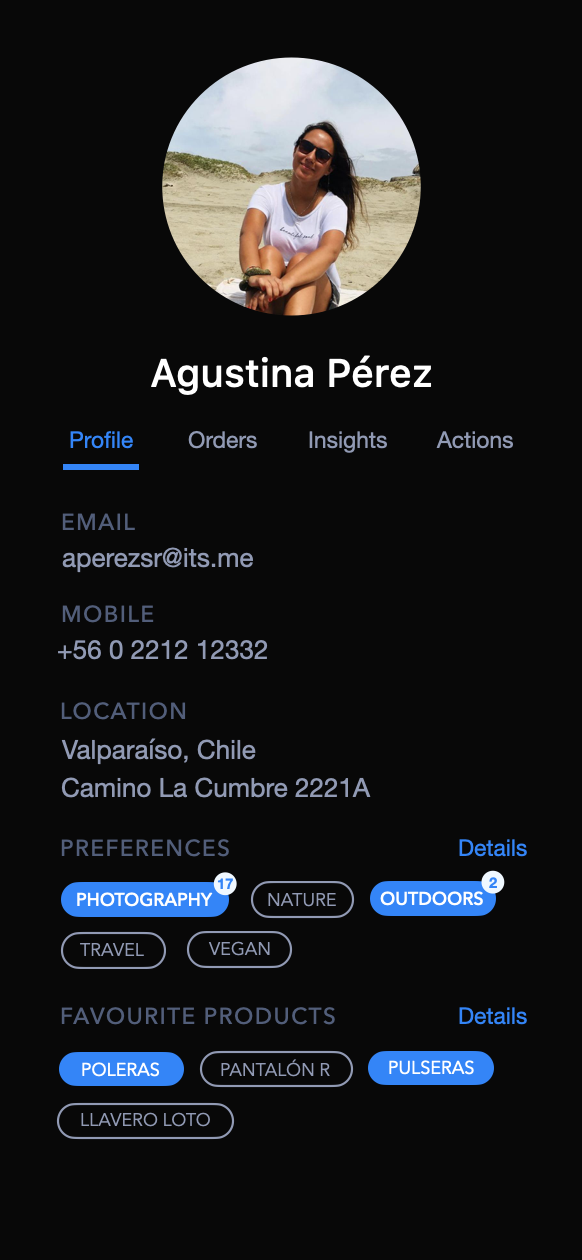 Agustina Pérez
Profile Orders Insights Actions
EMAIL
aperezsr@its.me
MOBILE
+56 0 2212 12332
LOCATION
Valparaíso, Chile
Camino La Cumbre 2221A
PREFERENCES Details
PHOTOGRAPHY 17 NATURE OUTDOORS 2
TRAVEL VEGAN
FAVOURITE PRODUCTS Details
POLERAS PANTALÓN R PULSERAS
LLAVERO LOTO